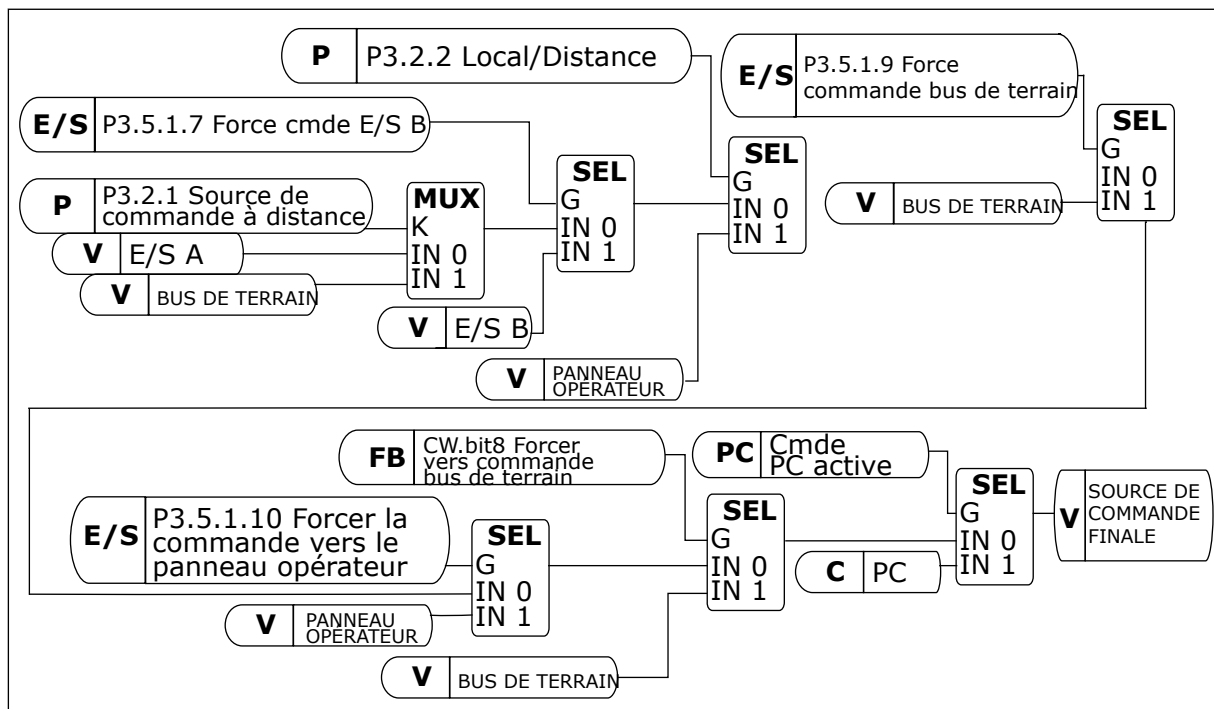 P P3.2.2 Local/Distance
E/S P3.5.1.9 Force
commande bus de terrain
SEL
G
IN 0
IN 1
V BUS DE TERRAIN
E/S P3.5.1.7 Force cmde E/S B
SEL
G
IN 0
IN 1
SEL
G
IN 0
IN 1
P P3.2.1 Source de
commande à distance
MUX
K
IN 0
IN 1
V E/S A
V BUS DE TERRAIN
V E/S B
V PANNEAU
OPÉRATEUR
FB CW.bit8 Forcer
vers commande
bus de terrain
PC Cmde
PC active
SEL
G
IN 0
IN 1
V SOURCE DE
COMMANDE
FINALE
E/S P3.5.1.10 Forcer la
commande vers le
panneau opérateur
SEL
G
IN 0
IN 1
SEL
G
IN 0
IN 1
C PC
V PANNEAU
OPÉRATEUR
V BUS DE TERRAIN